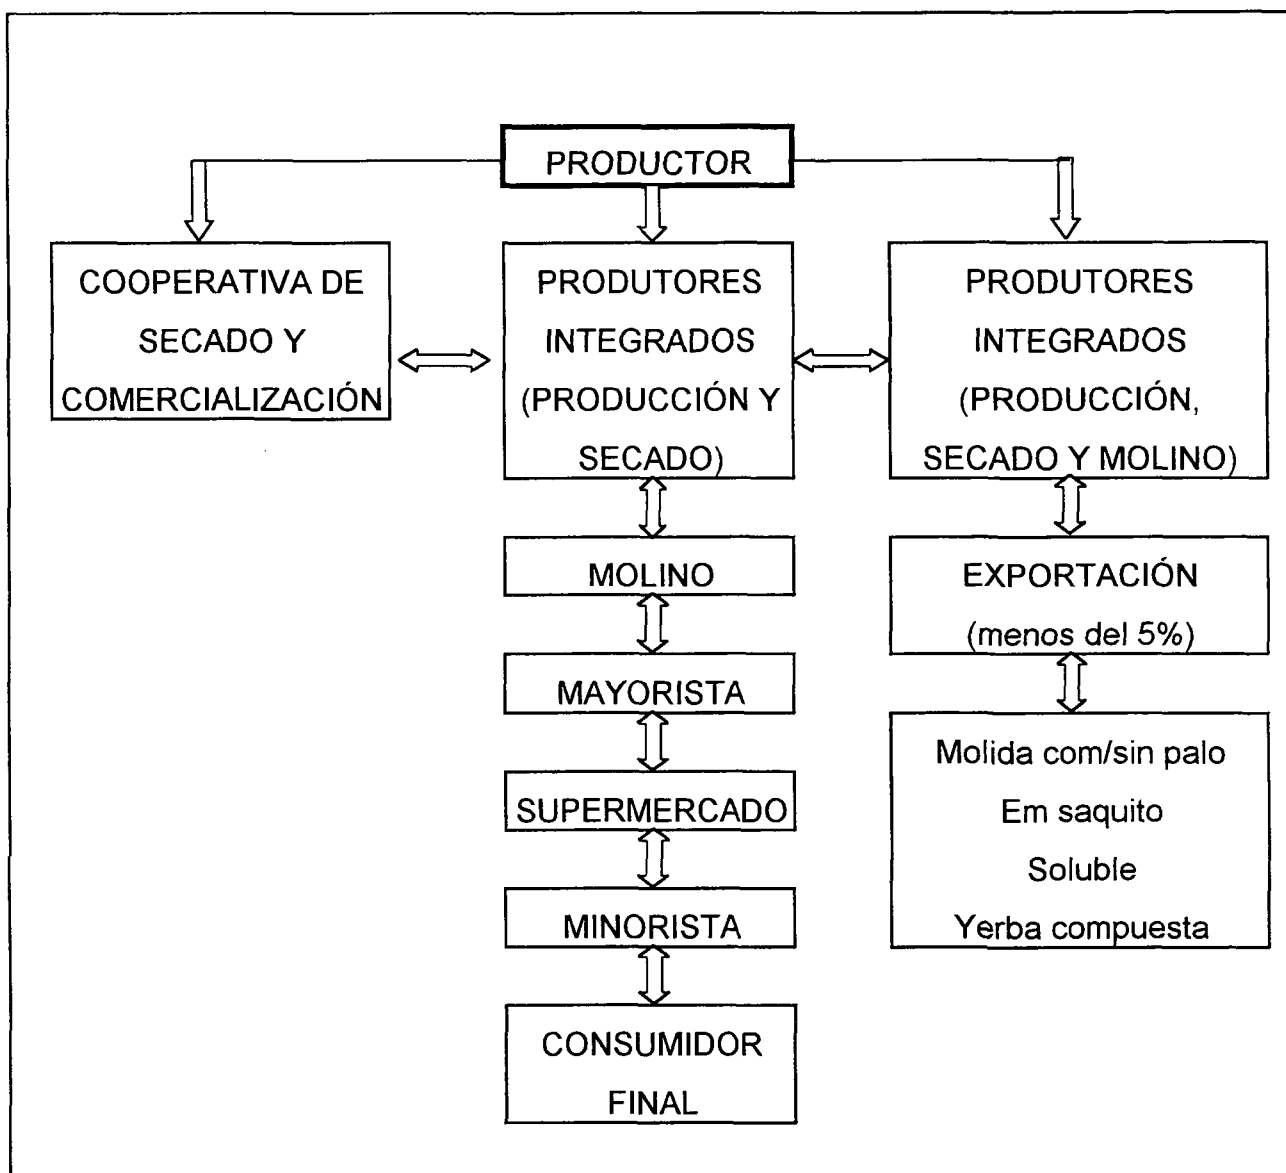 PRODUCTOR
COOPERATIVA DE
SECADO Y
COMERCIALIZACIÓN
PRODUTORES
INTEGRADOS
(PRODUCCIÓN Y
SECADO)
PRODUTORES
INTEGRADOS
(PRODUCCIÓN,
SECADO Y MOLINO)
MOLINO
MAYORISTA
SUPERMERCADO
MINORISTA
CONSUMIDOR
FINAL
EXPORTACIÓN
(menos del 5%)
Molida com/sin palo
Em saquito
Soluble
Yerba compuesta